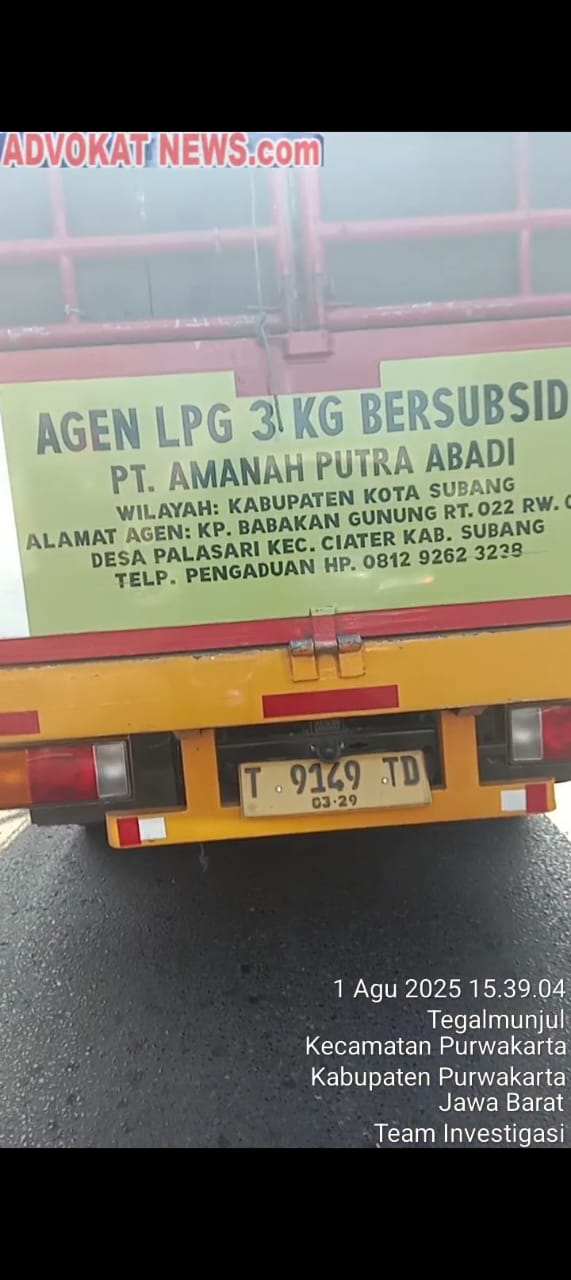 ADVOKAT NEWS.com
AGEN LPG 3 KG BERSUBSID
PT. AMANAH PUTRA ABADI
WILAYAH: KABUPATEN KOTA SUBANG
ALAMAT AGEN: KP. BABAKAN GUNUNG RT. 022 RW. 0
DESA PALASARI KEC. CIATER KAB. SUBANG
TELP. PENGADUAN HP. 0812 9262 3238
T 9149 TD
03·29
1 Agu 2025 15.39.04
Tegalmunjul
Kecamatan Purwakarta
Kabupaten Purwakarta
Jawa Barat
Team Investigasi